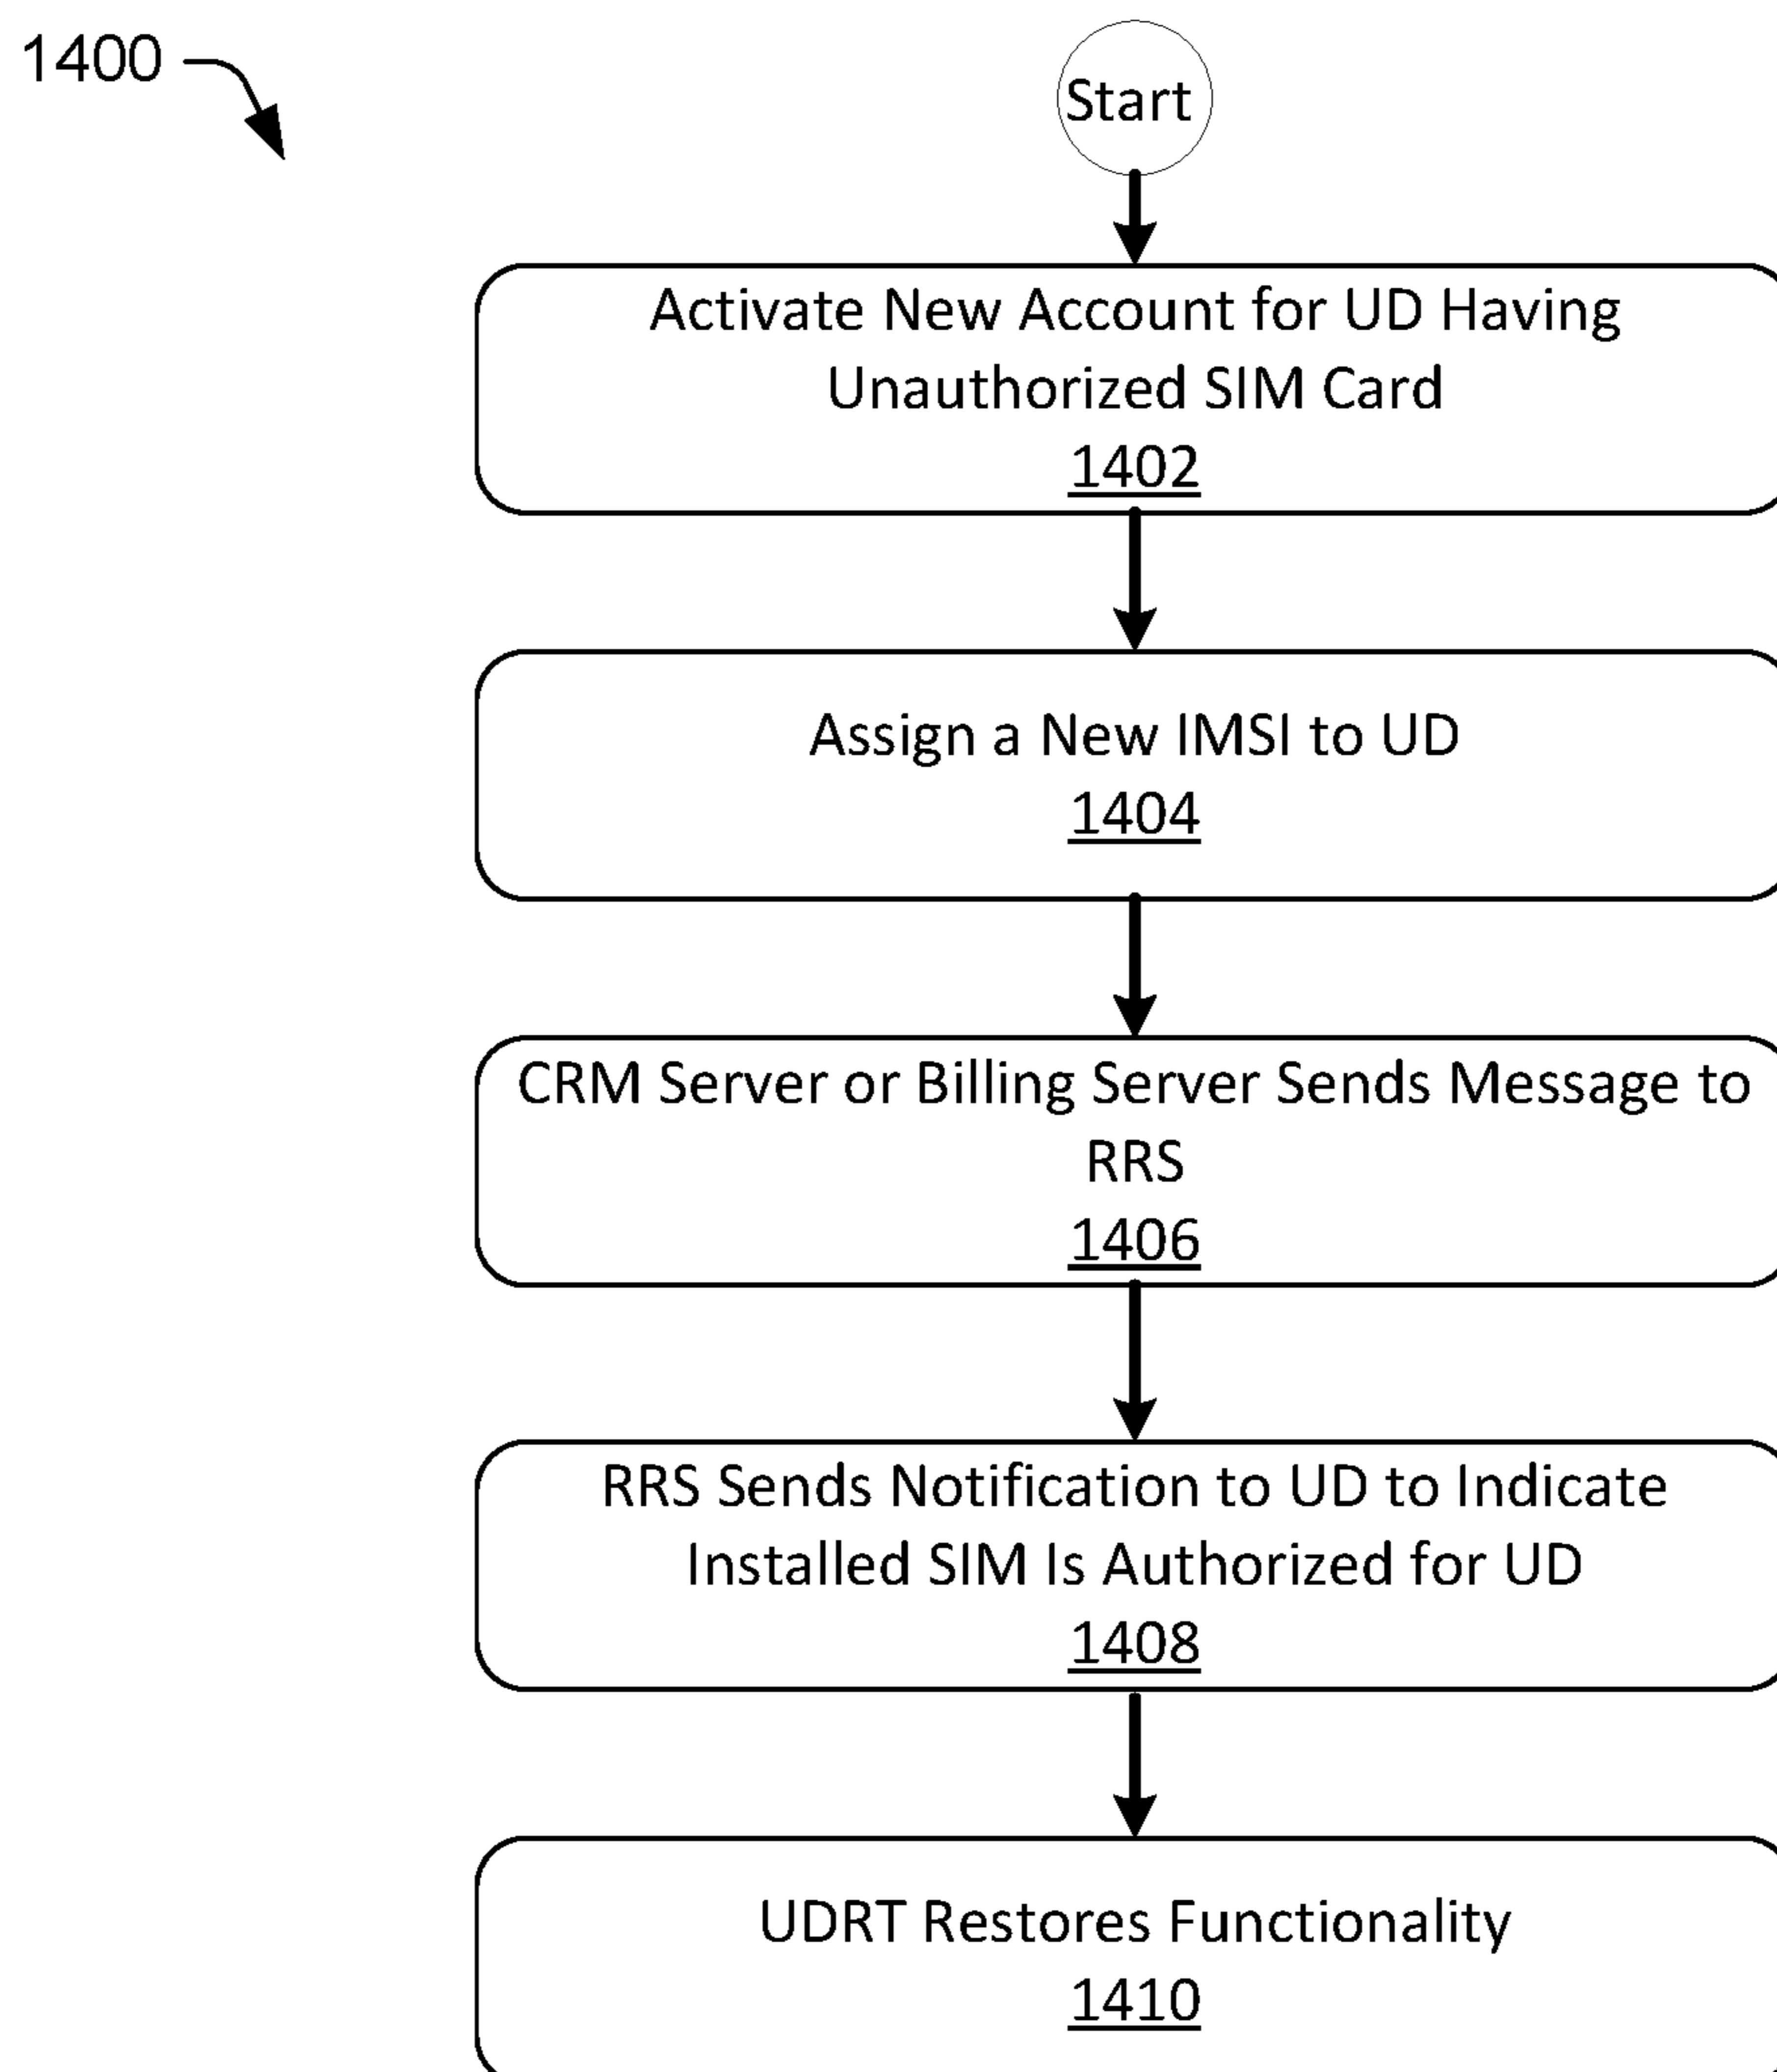 1400
Start
Activate New Account for UD Having
Unauthorized SIM Card
1402
Assign a New IMSI to UD
1404
CRM Server or Billing Server Sends Message to
RRS
1406
RRS Sends Notification to UD to Indicate
Installed SIM Is Authorized for UD
1408
UDRT Restores Functionality
1410